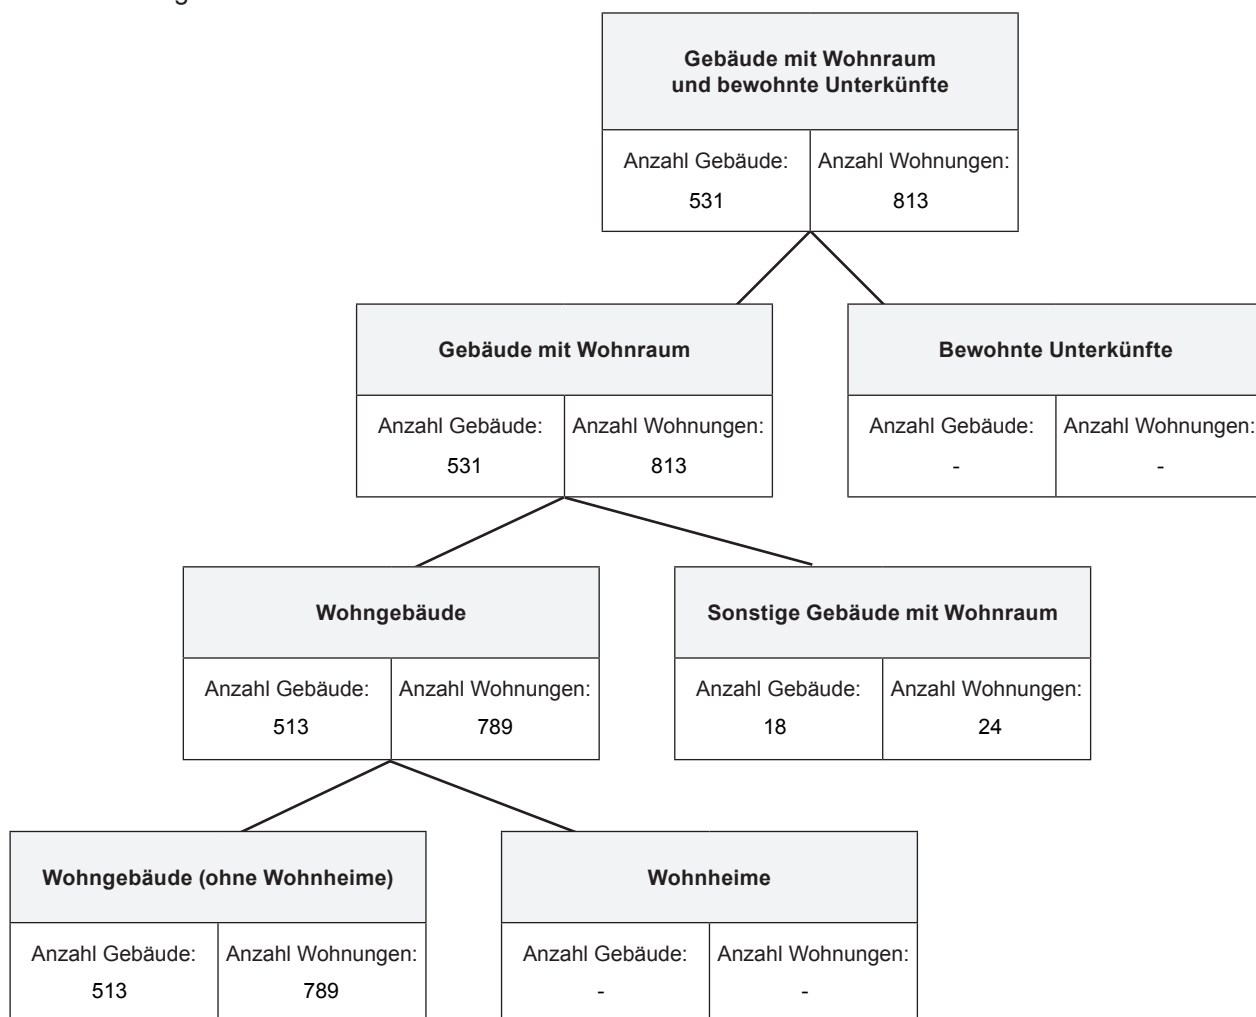 Gebäude mit Wohnraum
und bewohnte Unterkünfte
Anzahl Gebäude: Anzahl Wohnungen:
531 813
Gebäude mit Wohnraum
Anzahl Gebäude: Anzahl Wohnungen:
531 813
Bewohnte Unterkünfte
Anzahl Gebäude: Anzahl Wohnungen:
- -
Wohngebäude
Anzahl Gebäude: Anzahl Wohnungen:
513 789
Sonstige Gebäude mit Wohnraum
Anzahl Gebäude: Anzahl Wohnungen:
18 24
Wohngebäude (ohne Wohnheime)
Anzahl Gebäude: Anzahl Wohnungen:
513 789
Wohnheime
Anzahl Gebäude: Anzahl Wohnungen:
- -